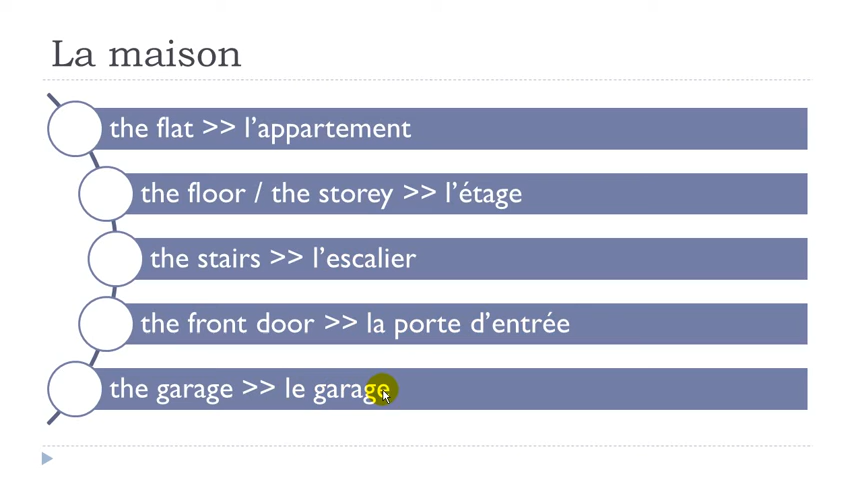 La maison
the flat >> l’appartement
the floor / the storey >> l’étage
the stairs >> l’escalier
the front door >> la porte d’entrée
the garage >> le garage